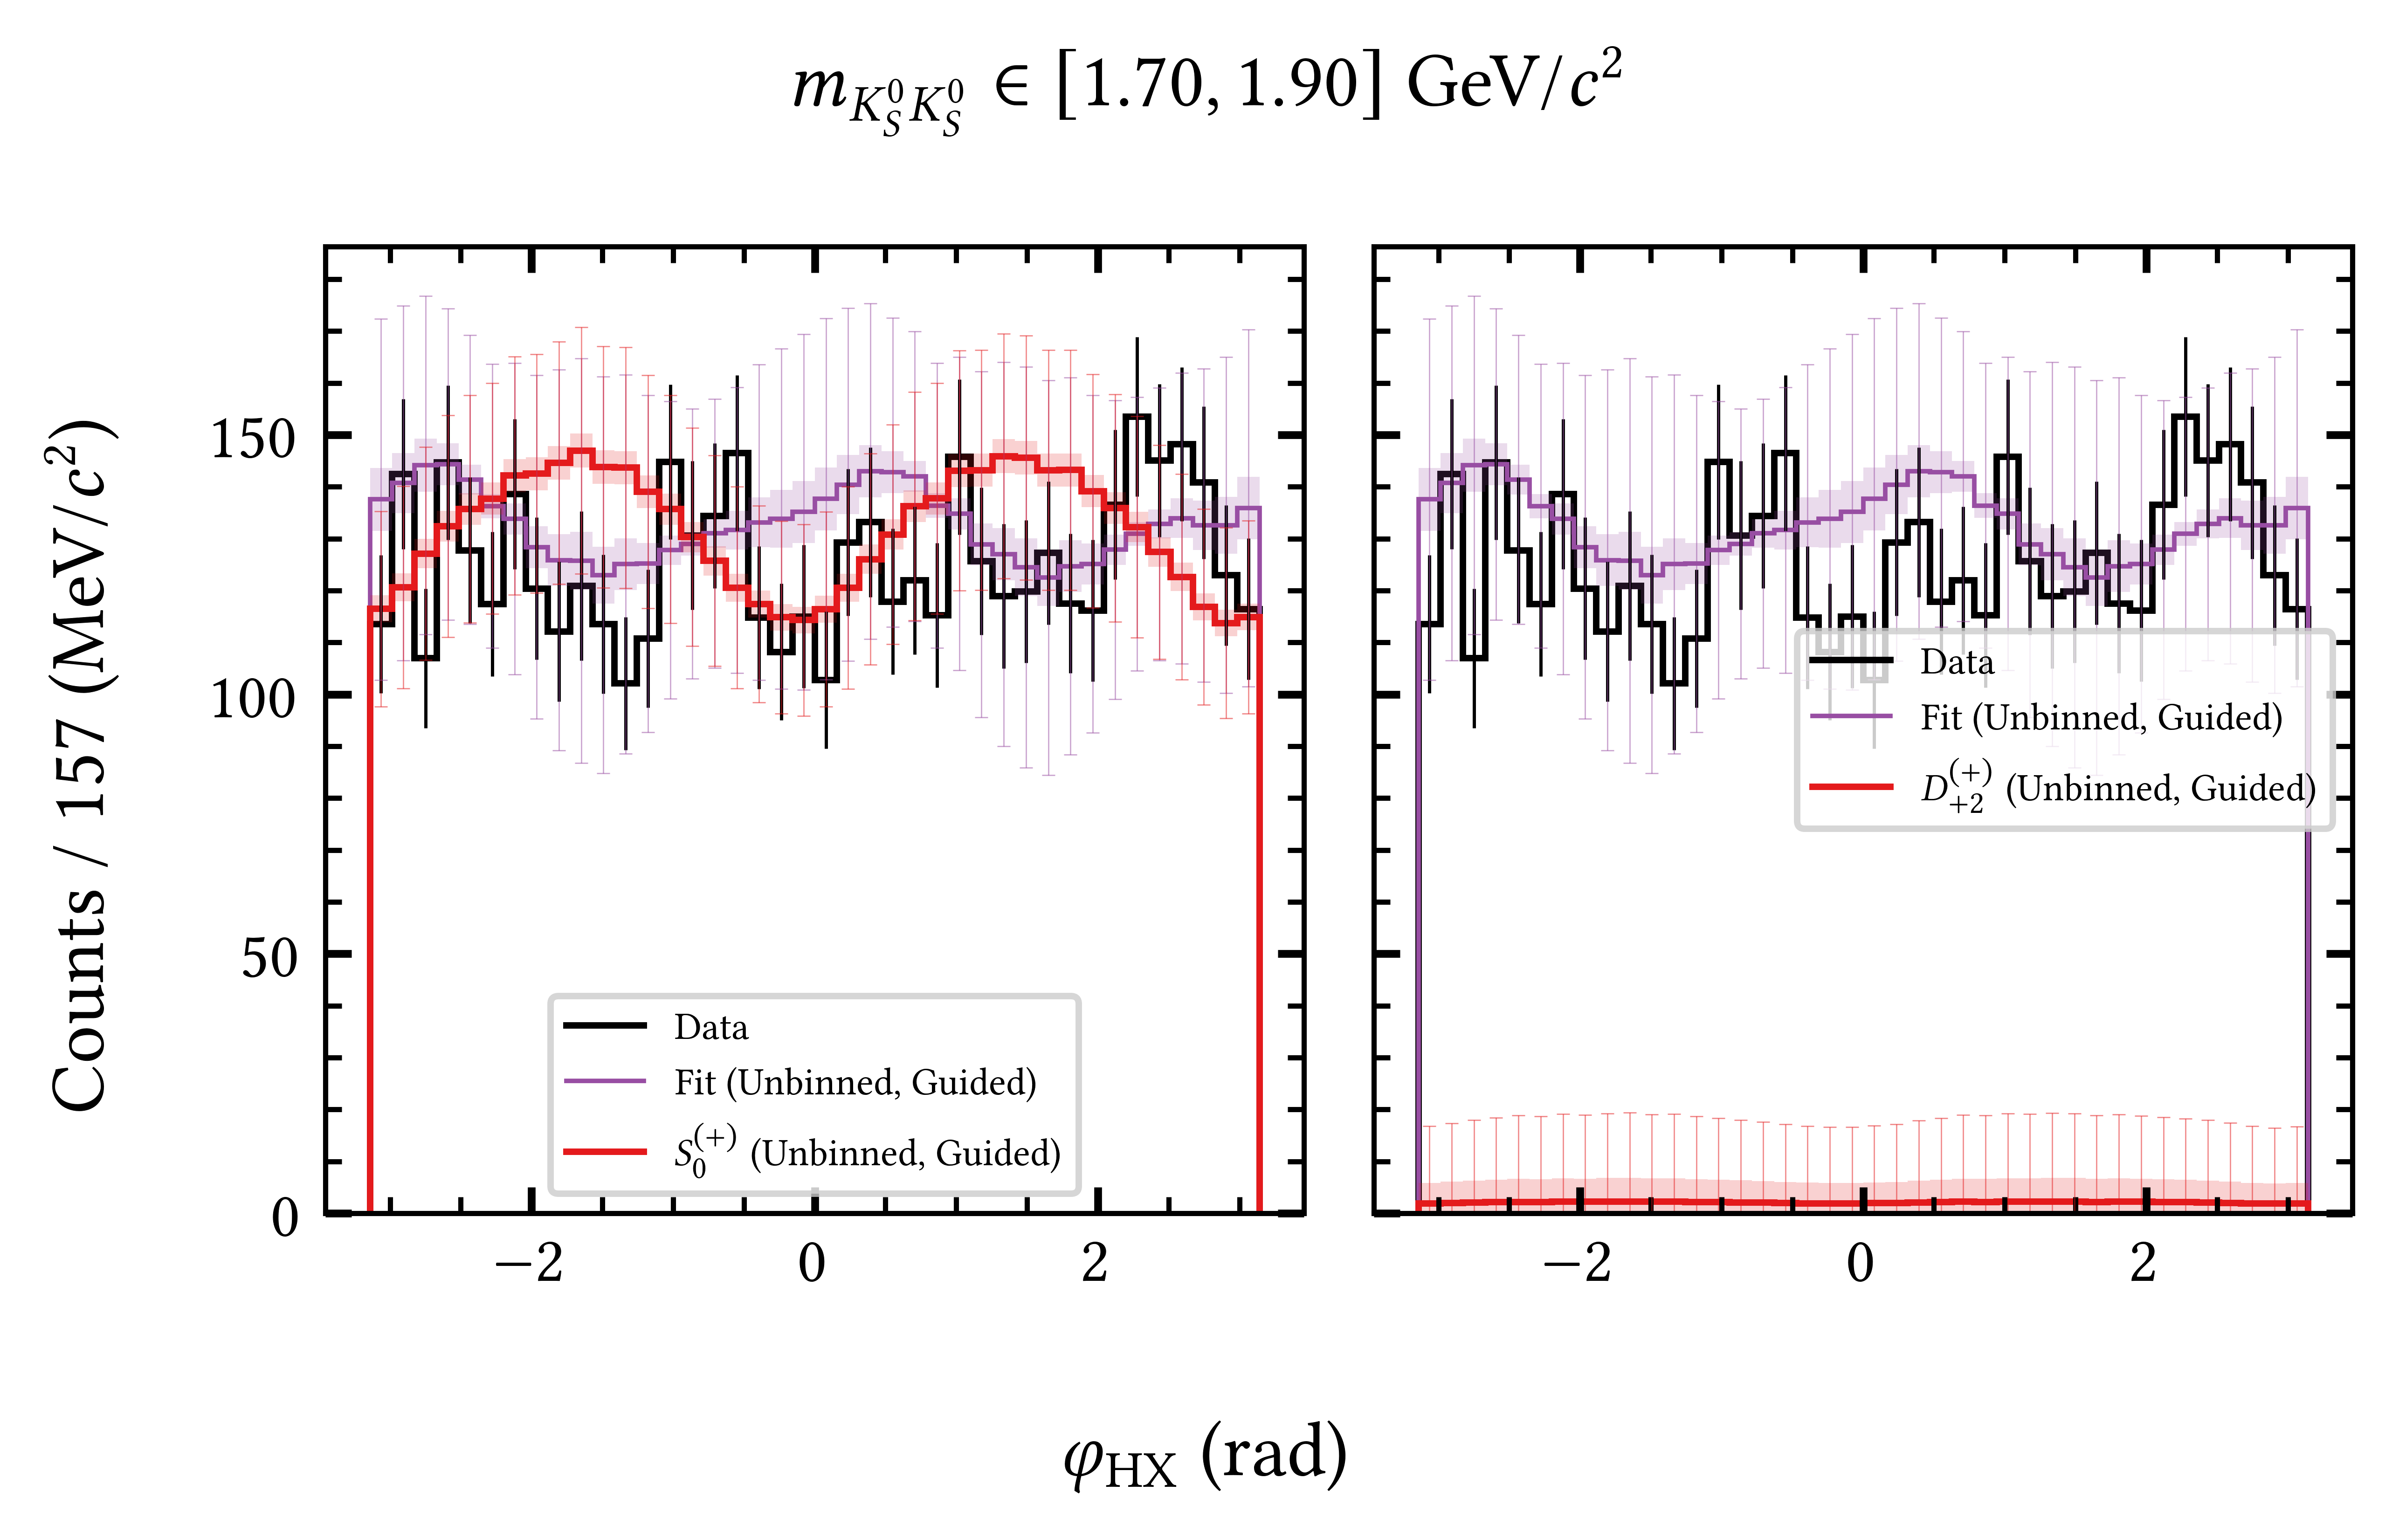 m_{K_S^0 K_S^0} ∈ [1.70, 1.90] GeV/c²
Counts / 157 (MeV/c²)
150
100
50
0
Data
Fit (Unbinned, Guided)
S_0^{(+)} (Unbinned, Guided)
Data
Fit (Unbinned, Guided)
D_{+2}^{(+)} (Unbinned, Guided)
−2 0 2
−2 0 2
φ_{HX} (rad)